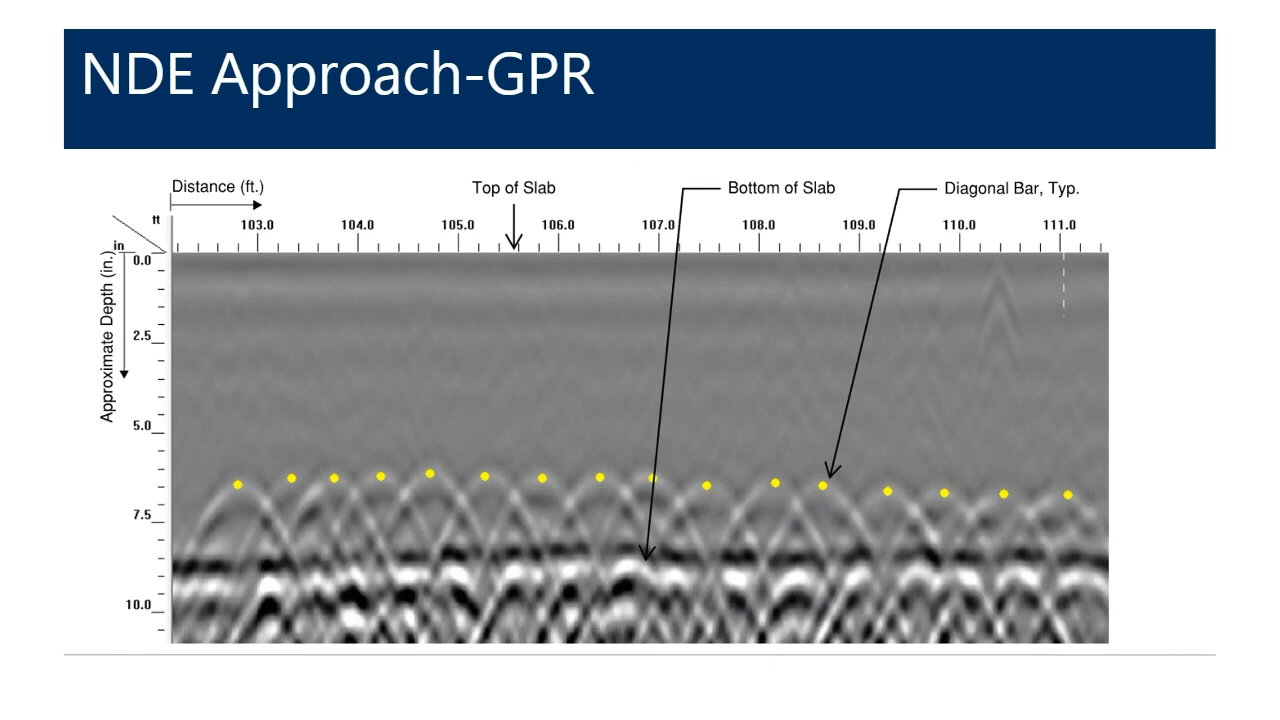 NDE Approach-GPR
Distance (ft.)
Top of Slab
Bottom of Slab
Diagonal Bar, Typ.
ft
103.0 104.0 105.0 106.0 107.0 108.0 109.0 110.0 111.0
in
Approximate Depth (in.)
0.0
2.5
5.0
7.5
10.0